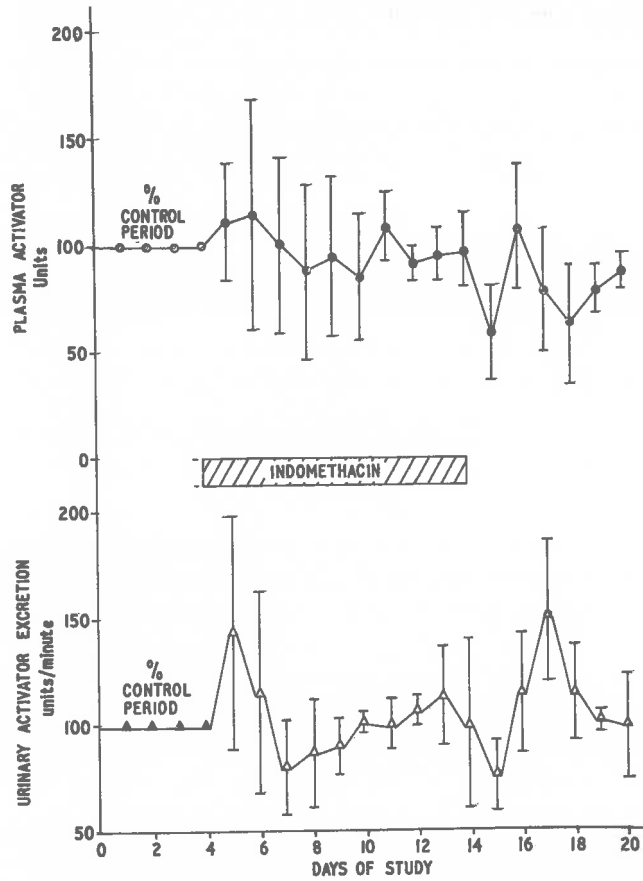 200
150
%
CONTROL
PERIOD
100
50
0
PLASMA ACTIVATOR
Units
INDOMETHACIN
200
150
%
CONTROL
PERIOD
100
50
URINARY ACTIVATOR EXCRETION
units/minute
0 2 4 6 8 10 12 14 16 18 20
DAYS OF STUDY